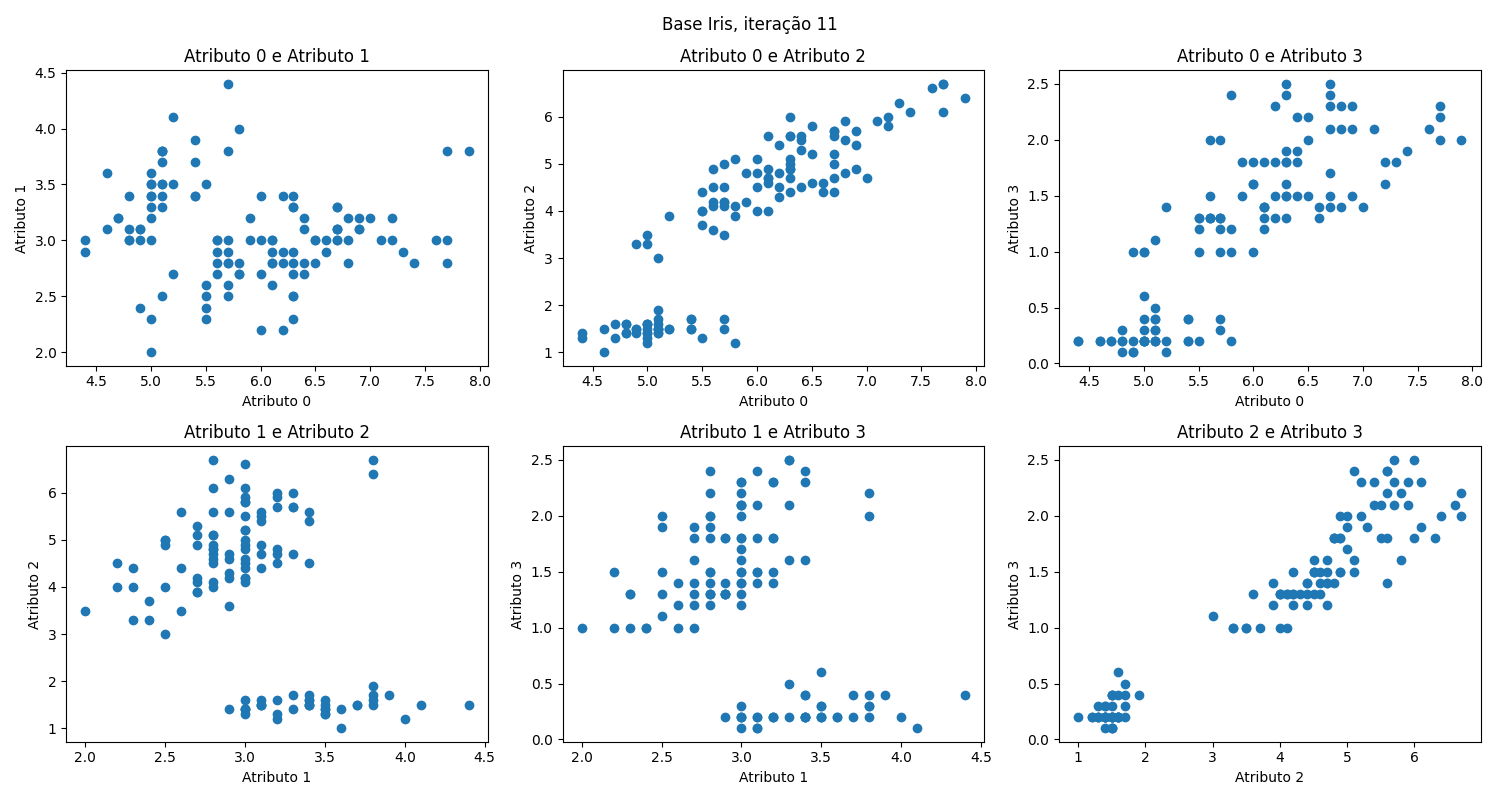 Base Iris, iteração 11
Atributo 0 e Atributo 1
Atributo 0 e Atributo 2
Atributo 0 e Atributo 3
4.5
4.0
3.5
3.0
2.5
2.0
Atributo 1
4.5 5.0 5.5 6.0 6.5 7.0 7.5 8.0
Atributo 0
6
5
4
3
2
1
Atributo 2
4.5 5.0 5.5 6.0 6.5 7.0 7.5 8.0
Atributo 0
2.5
2.0
1.5
1.0
0.5
0.0
Atributo 3
4.5 5.0 5.5 6.0 6.5 7.0 7.5 8.0
Atributo 0
Atributo 1 e Atributo 2
Atributo 1 e Atributo 3
Atributo 2 e Atributo 3
6
5
4
3
2
1
Atributo 2
2.0 2.5 3.0 3.5 4.0 4.5
Atributo 1
2.5
2.0
1.5
1.0
0.5
0.0
Atributo 3
2.0 2.5 3.0 3.5 4.0 4.5
Atributo 1
2.5
2.0
1.5
1.0
0.5
0.0
Atributo 3
1 2 3 4 5 6
Atributo 2